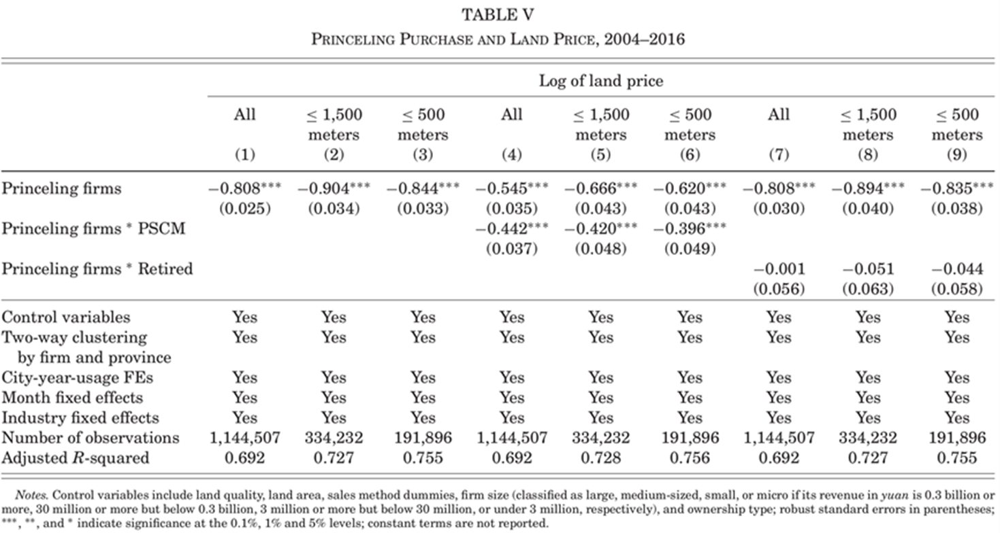 TABLE V
PRINCELING PURCHASE AND LAND PRICE, 2004–2016
Log of land price
All ≤ 1,500 ≤ 500 All ≤ 1,500 ≤ 500 All ≤ 1,500 ≤ 500
meters meters meters meters meters meters
(1) (2) (3) (4) (5) (6) (7) (8) (9)
Princeling firms −0.808*** −0.904*** −0.844*** −0.545*** −0.666*** −0.620*** −0.808*** −0.894*** −0.835***
(0.025) (0.034) (0.033) (0.035) (0.043) (0.043) (0.030) (0.040) (0.038)
Princeling firms * PSCM −0.442*** −0.420*** −0.396***
(0.037) (0.048) (0.049)
Princeling firms * Retired −0.001 −0.051 −0.044
(0.056) (0.063) (0.058)
Control variables Yes Yes Yes Yes Yes Yes Yes Yes Yes
Two-way clustering Yes Yes Yes Yes Yes Yes Yes Yes Yes
by firm and province
City-year-usage FEs Yes Yes Yes Yes Yes Yes Yes Yes Yes
Month fixed effects Yes Yes Yes Yes Yes Yes Yes Yes Yes
Industry fixed effects Yes Yes Yes Yes Yes Yes Yes Yes Yes
Number of observations 1,144,507 334,232 191,896 1,144,507 334,232 191,896 1,144,507 334,232 191,896
Adjusted R-squared 0.692 0.727 0.755 0.692 0.728 0.756 0.692 0.727 0.755
Notes. Control variables include land quality, land area, sales method dummies, firm size (classified as large, medium-sized, small, or micro if its revenue in yuan is 0.3 billion or
more, 30 million or more but below 0.3 billion, 3 million or more but below 30 million, or under 3 million, respectively), and ownership type; robust standard errors in parentheses;
***, **, and * indicate significance at the 0.1%, 1% and 5% levels; constant terms are not reported.